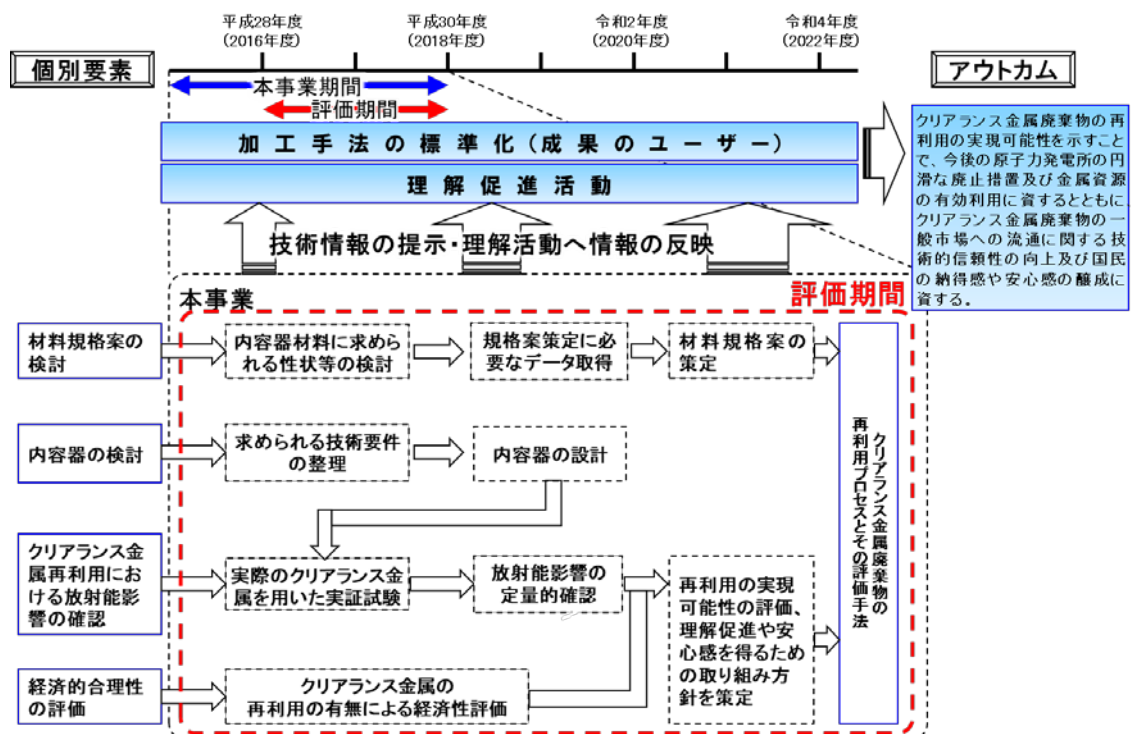 平成28年度
(2016年度)
平成30年度
(2018年度)
令和2年度
(2020年度)
令和4年度
(2022年度)
個別要素
アウトカム
本事業期間
評価期間
加工手法の標準化(成果のユーザー)
理解促進活動
クリアランス金属廃棄物の再
利用の実現可能性を示すこと
で、今後の原子力発電所の円
滑な廃止措置及び金属資源
の有効利用に資するとともに、
クリアランス金属廃棄物の一
般市場への流通に関する技
術的信頼性の向上及び国民
の納得感や安心感の醸成に
資する。
技術情報の提示・理解活動へ情報の反映
本事業
評価期間
材料規格案の
検討
内容器材料に求め
られる性状等の検討
規格案策定に必
要なデータ取得
材料規格案の
策定
内容器の検討
求められる技術要件
の整理
内容器の設計
クリアランス金
属再利用にお
ける放射能影
響の確認
実際のクリアランス金
属を用いた実証試験
放射能影響の
定量的確認
再利用の実現
可能性の評価、
理解促進や安
心感を得るため
の取り組み方
針を策定
経済的合理性
の評価
クリアランス金属の
再利用の有無による経済性評価
クリアランス金属廃棄物の
再利用プロセスとその評価手法